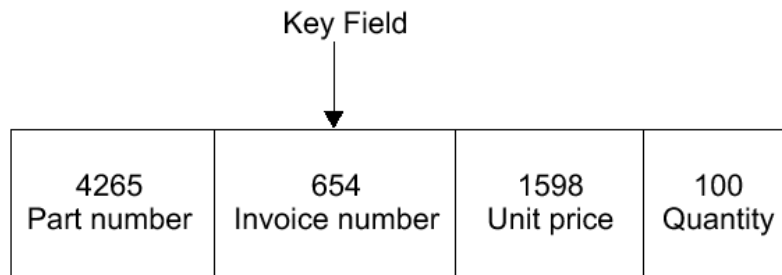 Key Field
4265
Part number
654
Invoice number
1598
Unit price
100
Quantity